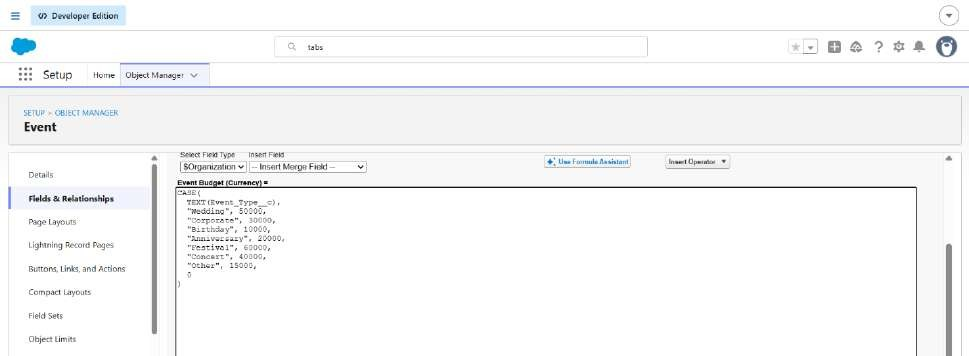 Developer Edition
tabs
Setup
Home
Object Manager
SETUP > OBJECT MANAGER
Event
Details
Fields & Relationships
Page Layouts
Lightning Record Pages
Buttons, Links, and Actions
Compact Layouts
Field Sets
Object Limits
Select Field Type Insert Field
$Organization -- Insert Merge Field --
Use Formula Assistant
Insert Operator
Event Budget (Currency) =
CASE(
TEXT(Event_Type__c),
"Wedding", 50000,
"Corporate", 30000,
"Birthday", 10000,
"Anniversary", 20000,
"Festival", 60000,
"Concert", 40000,
"Other", 15000,
0
)